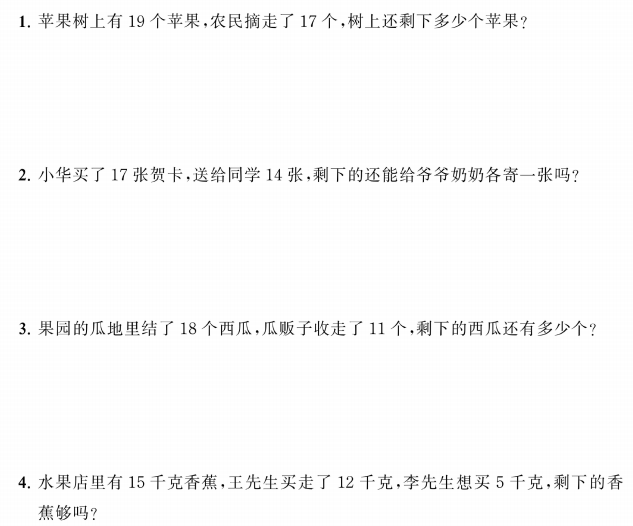 1. 苹果树上有 19 个苹果,农民摘走了 17 个,树上还剩下多少个苹果?
2. 小华买了 17 张贺卡,送给同学 14 张,剩下的还能给爷爷奶奶各寄一张吗?
3. 果园的瓜地里结了 18 个西瓜,瓜贩子收走了 11 个,剩下的西瓜还有多少个?
4. 水果店里有 15 千克香蕉,王先生买走了 12 千克,李先生想买 5 千克,剩下的香
蕉够吗?